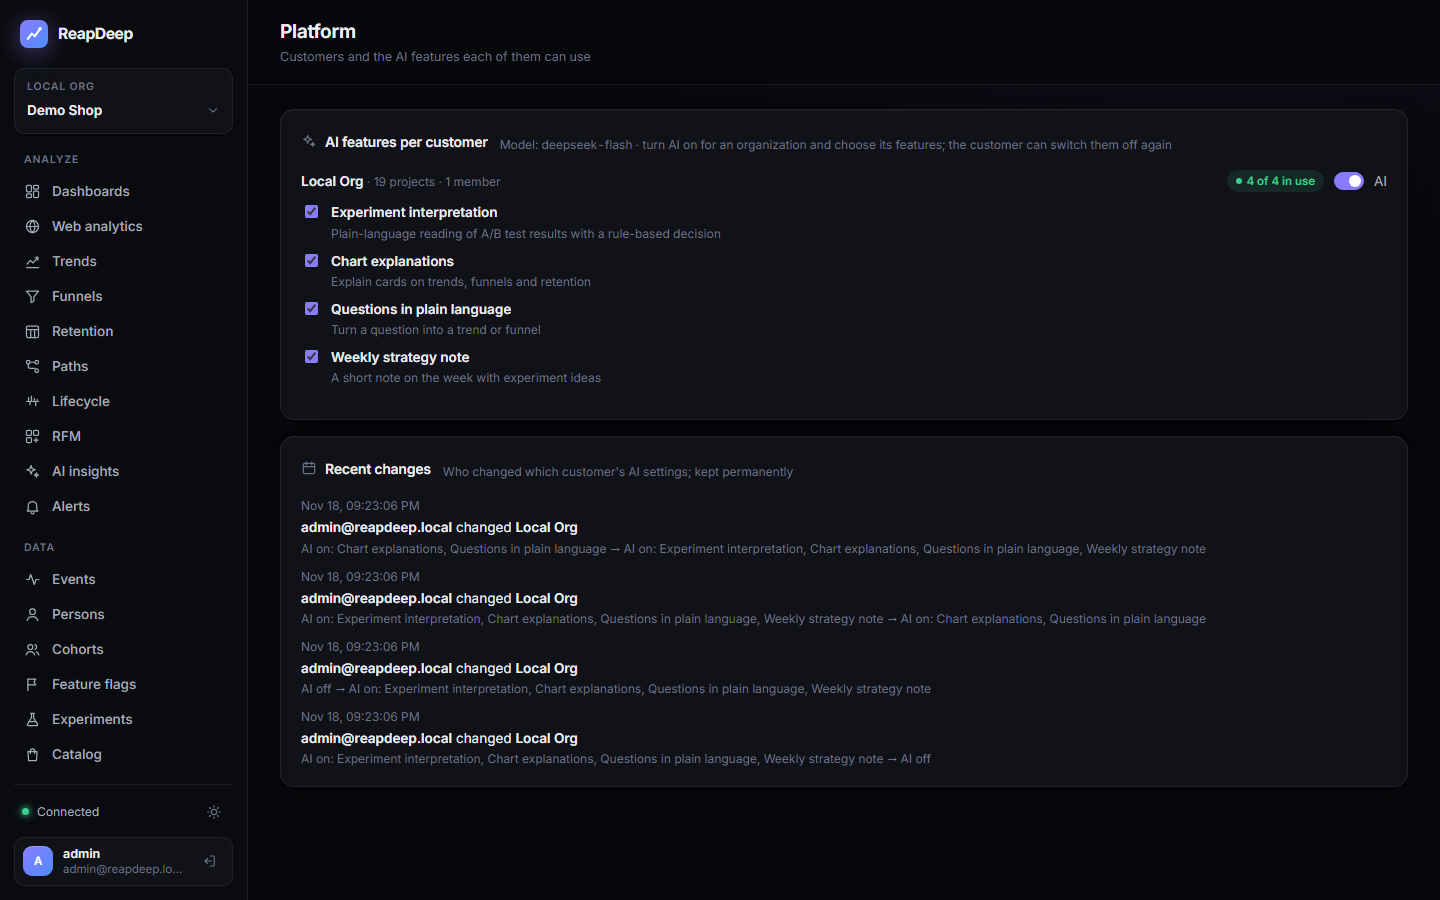 ReapDeep
LOCAL ORG
Demo Shop
ANALYZE
Dashboards
Web analytics
Trends
Funnels
Retention
Paths
Lifecycle
RFM
AI insights
Alerts
DATA
Events
Persons
Cohorts
Feature flags
Experiments
Catalog
Connected
A
admin
admin@reapdeep.lo...
Platform
Customers and the AI features each of them can use
AI features per customer Model: deepseek-flash · turn AI on for an organization and choose its features; the customer can switch them off again
Local Org · 19 projects · 1 member 4 of 4 in use AI
Experiment interpretation
Plain-language reading of A/B test results with a rule-based decision
Chart explanations
Explain cards on trends, funnels and retention
Questions in plain language
Turn a question into a trend or funnel
Weekly strategy note
A short note on the week with experiment ideas
Recent changes Who changed which customer's AI settings; kept permanently
Nov 18, 09:23:06 PM
admin@reapdeep.local changed Local Org
AI on: Chart explanations, Questions in plain language → AI on: Experiment interpretation, Chart explanations, Questions in plain language, Weekly strategy note
Nov 18, 09:23:06 PM
admin@reapdeep.local changed Local Org
AI on: Experiment interpretation, Chart explanations, Questions in plain language, Weekly strategy note → AI on: Chart explanations, Questions in plain language
Nov 18, 09:23:06 PM
admin@reapdeep.local changed Local Org
AI off → AI on: Experiment interpretation, Chart explanations, Questions in plain language, Weekly strategy note
Nov 18, 09:23:06 PM
admin@reapdeep.local changed Local Org
AI on: Experiment interpretation, Chart explanations, Questions in plain language, Weekly strategy note → AI off